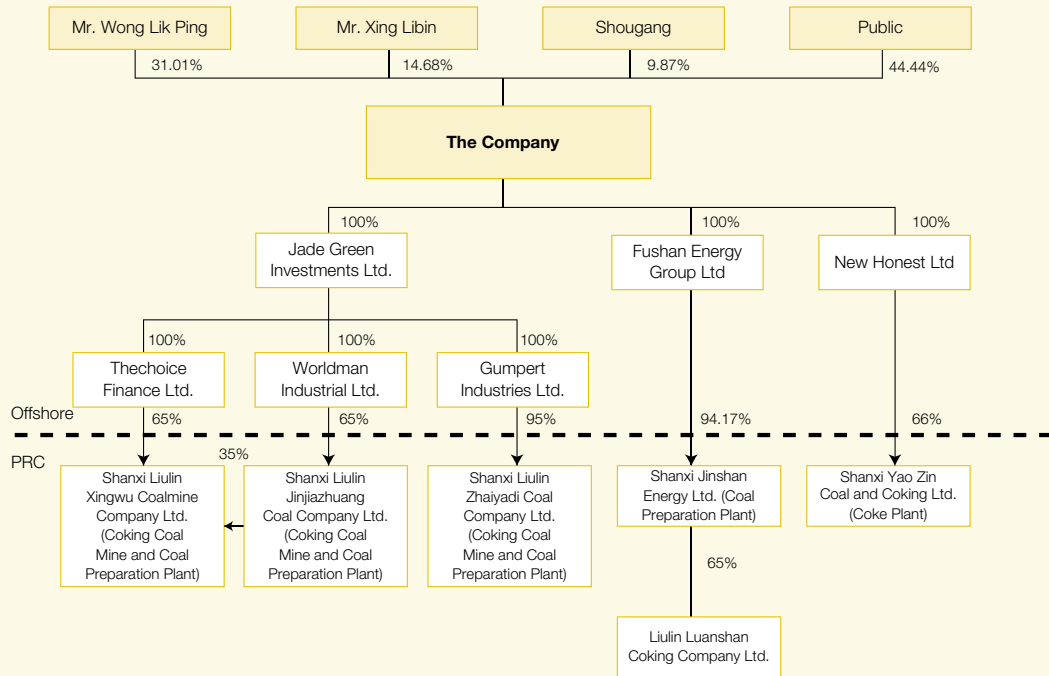 Mr. Wong Lik Ping
Mr. Xing Libin
Shougang
Public
31.01%
14.68%
9.87%
44.44%
The Company
100%
100%
100%
Jade Green
Investments Ltd.
Fushan Energy
Group Ltd
New Honest Ltd
100%
100%
100%
Thechoice
Finance Ltd.
Worldman
Industrial Ltd.
Gumpert
Industries Ltd.
Offshore
65%
65%
95%
94.17%
66%
PRC
35%
Shanxi Liulin
Xingwu Coalmine
Company Ltd.
(Coking Coal
Mine and Coal
Preparation Plant)
Shanxi Liulin
Jinjiazhuang
Coal Company Ltd.
(Coking Coal
Mine and Coal
Preparation Plant)
Shanxi Liulin
Zhaiyadi Coal
Company Ltd.
(Coking Coal
Mine and Coal
Preparation Plant)
Shanxi Jinshan
Energy Ltd. (Coal
Preparation Plant)
Shanxi Yao Zin
Coal and Coking Ltd.
(Coke Plant)
65%
Liulin Luanshan
Coking Company Ltd.